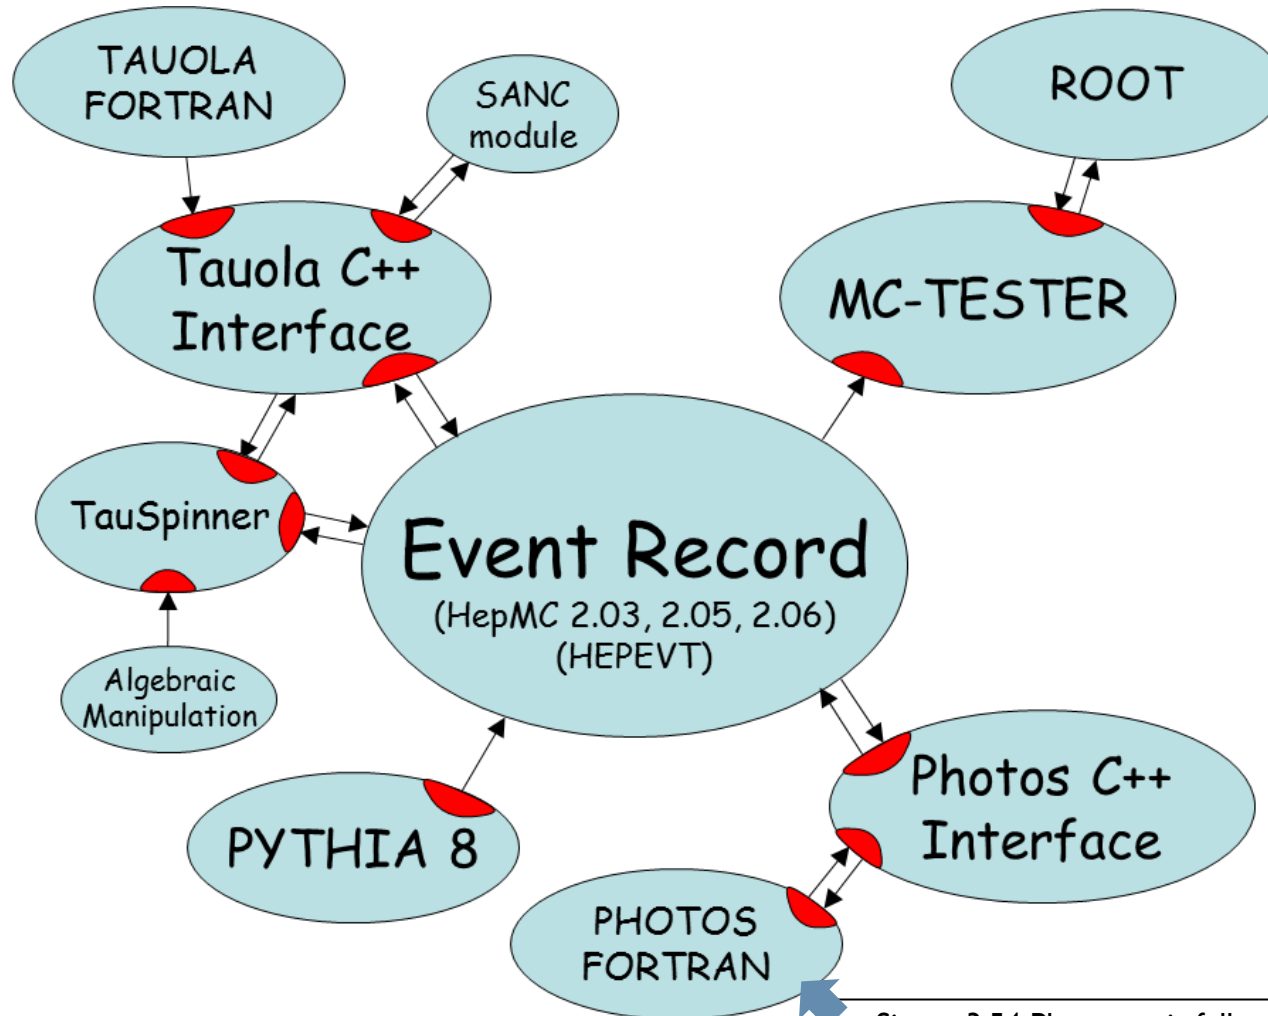 TAUOLA
FORTRAN
SANC
module
ROOT
Tauola C++
Interface
MC-TESTER
TauSpinner
Event Record
(HepMC 2.03, 2.05, 2.06)
(HEPEVT)
Algebraic
Manipulation
PYTHIA 8
Photos C++
Interface
PHOTOS
FORTRAN